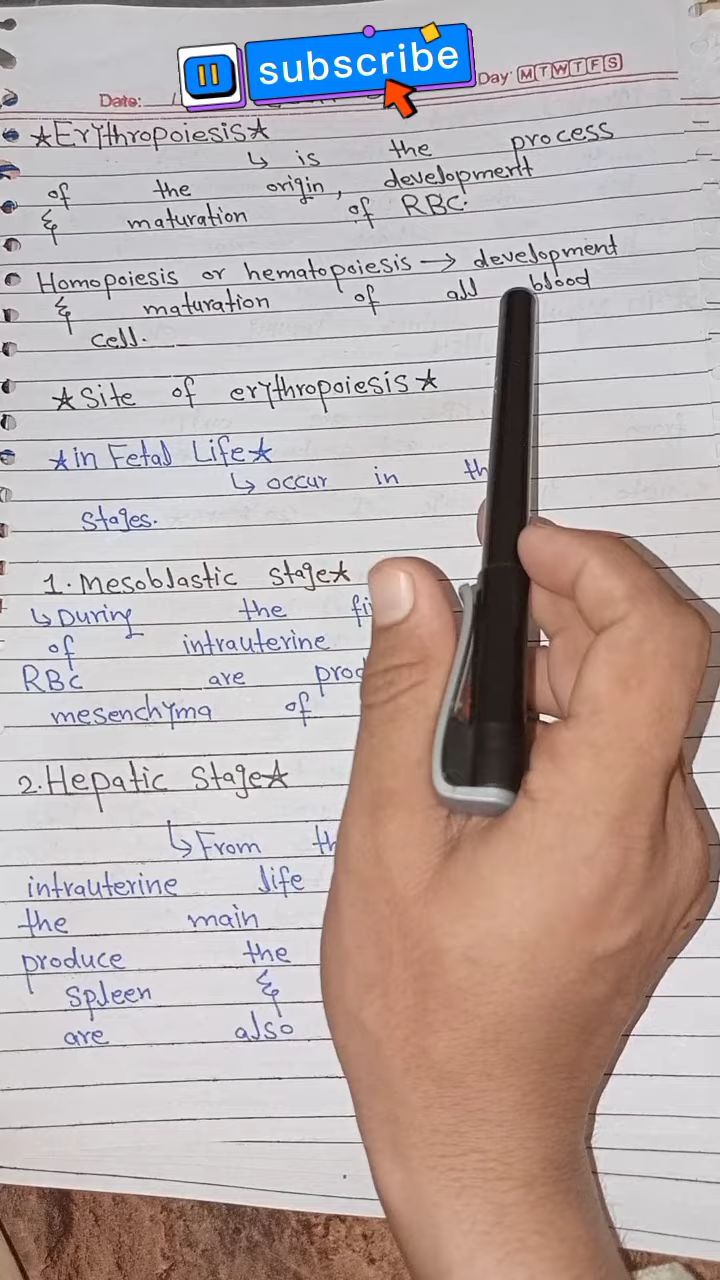 subscribe
Day: M T W T F S
Date:
★Erythropoiesis★
↳ is the process
of the origin, development
& maturation of RBC.
Homopoiesis or hematopoiesis → development
& maturation of all blood
cell.
★Site of erythropoiesis★
★in Fetal Life★
↳ occur in th
stages.
1. Mesoblastic stage★
↳During the fi
of intrauterine
RBC are prod
mesenchyma of
2. Hepatic Stage★
↳From th
intrauterine life
the main
produce the
spleen &
are also